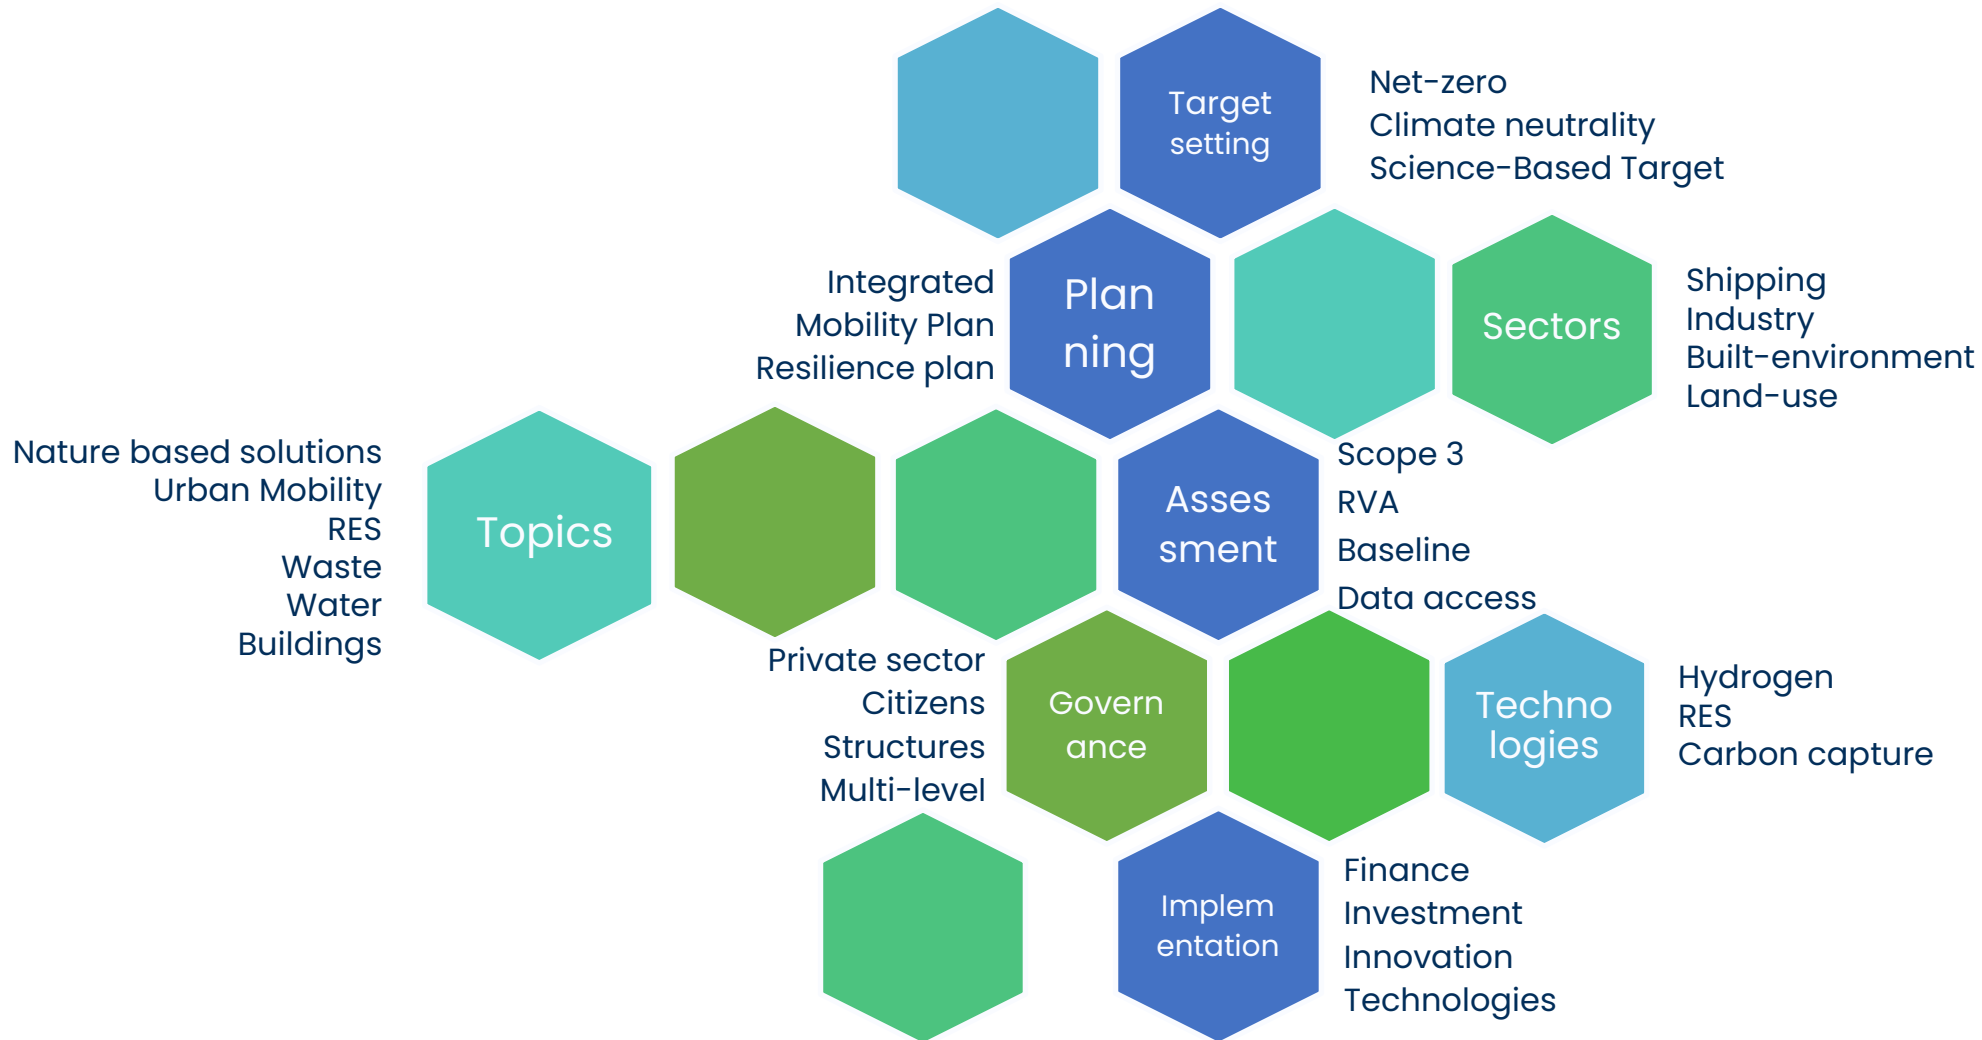 Target
setting
Net-zero
Climate neutrality
Science-Based Target
Integrated
Mobility Plan
Resilience plan
Plan
ning
Sectors
Shipping
Industry
Built-environment
Land-use
Nature based solutions
Urban Mobility
RES
Waste
Water
Buildings
Topics
Asses
sment
Scope 3
RVA
Baseline
Data access
Private sector
Citizens
Structures
Multi-level
Govern
ance
Techno
logies
Hydrogen
RES
Carbon capture
Implem
entation
Finance
Investment
Innovation
Technologies